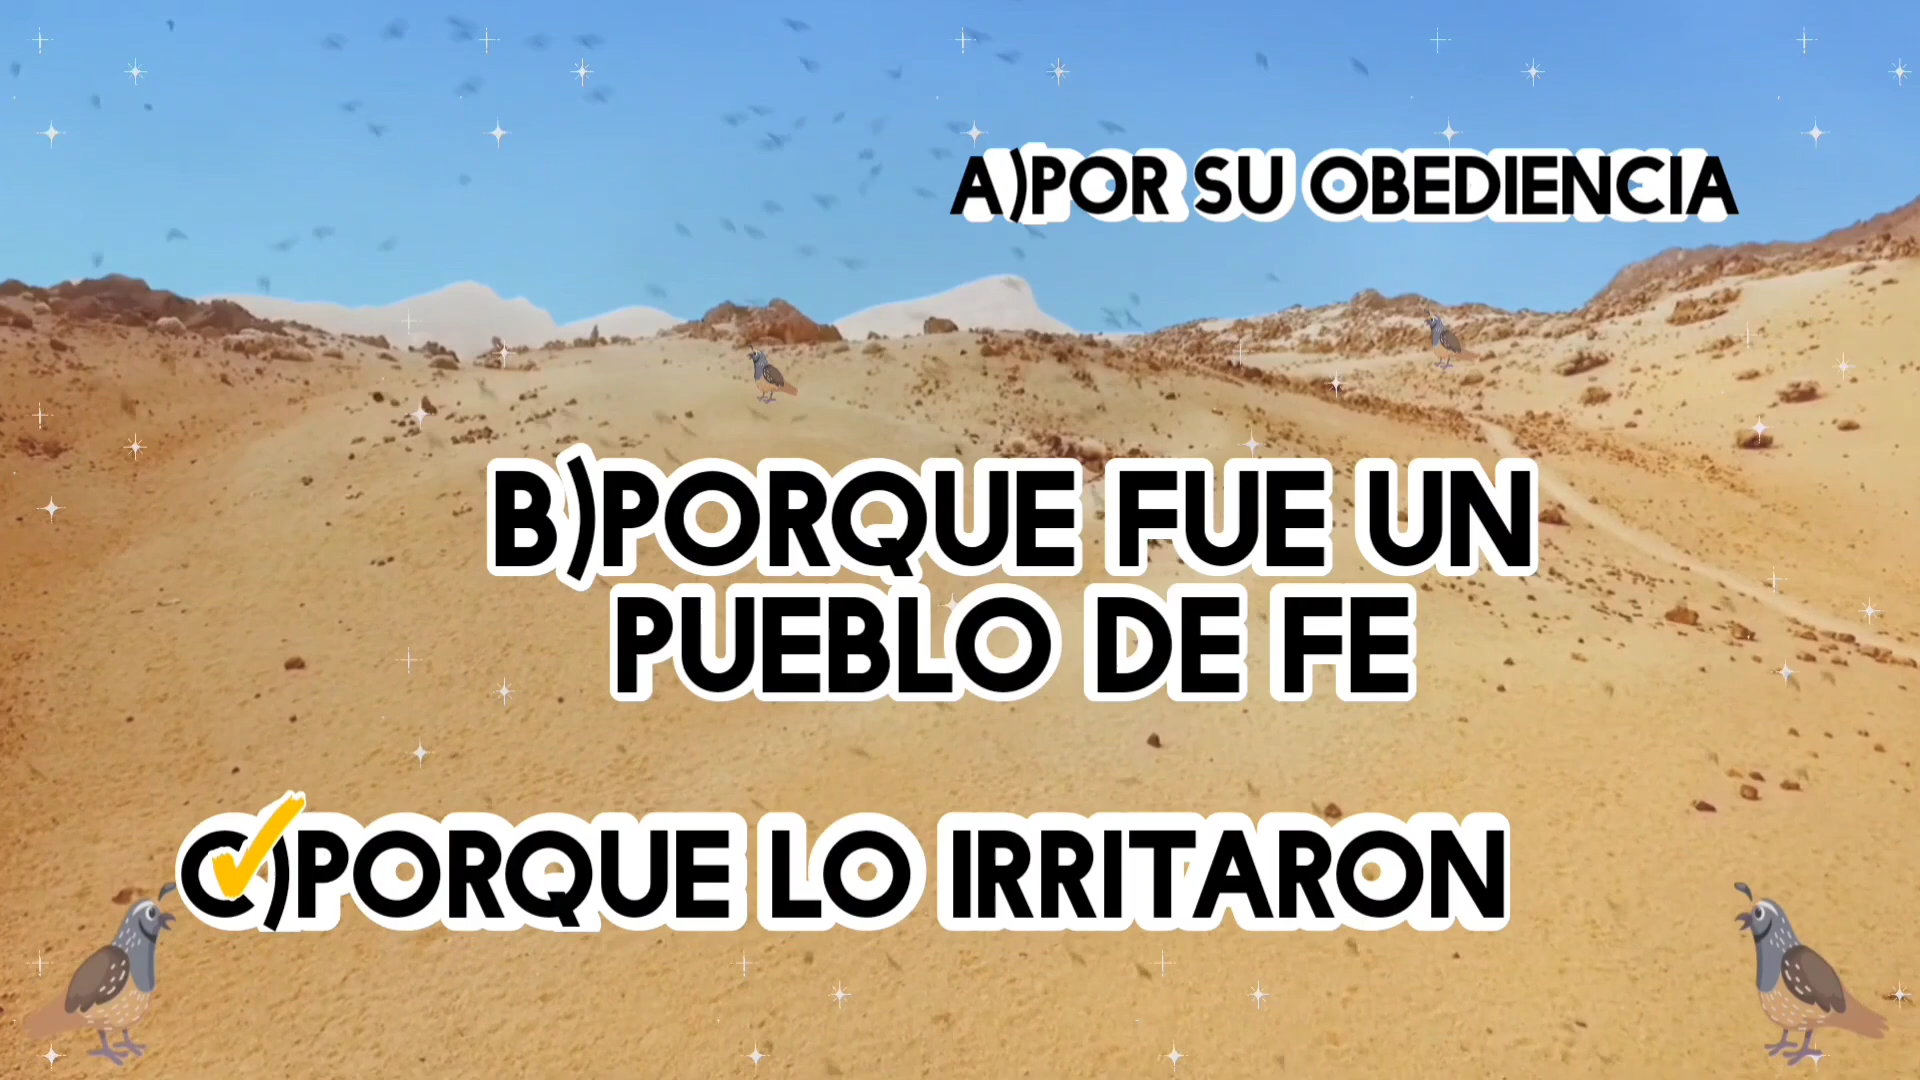 A)POR SU OBEDIENCIA
B)PORQUE FUE UN
PUEBLO DE FE
C)PORQUE LO IRRITARON